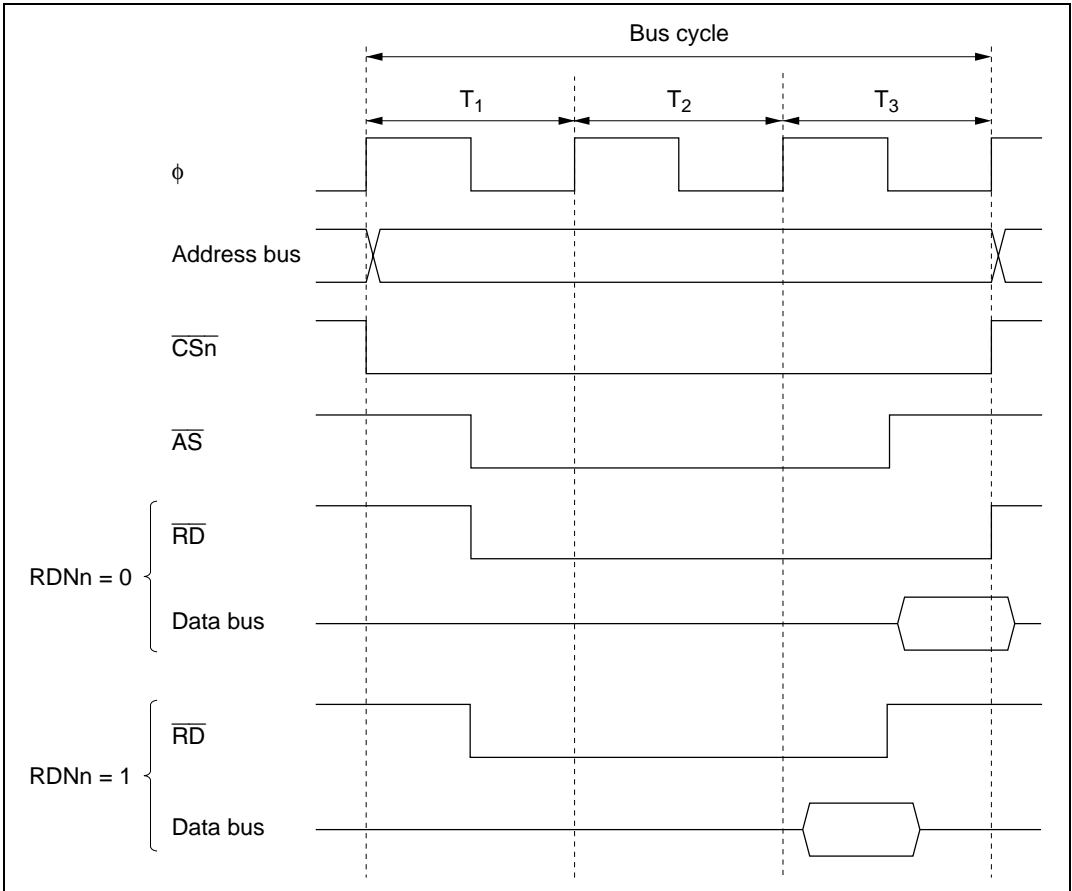 Bus cycle
T1 T2 T3
φ
Address bus
CSn
AS
RD
RDNn = 0
Data bus
RD
RDNn = 1
Data bus